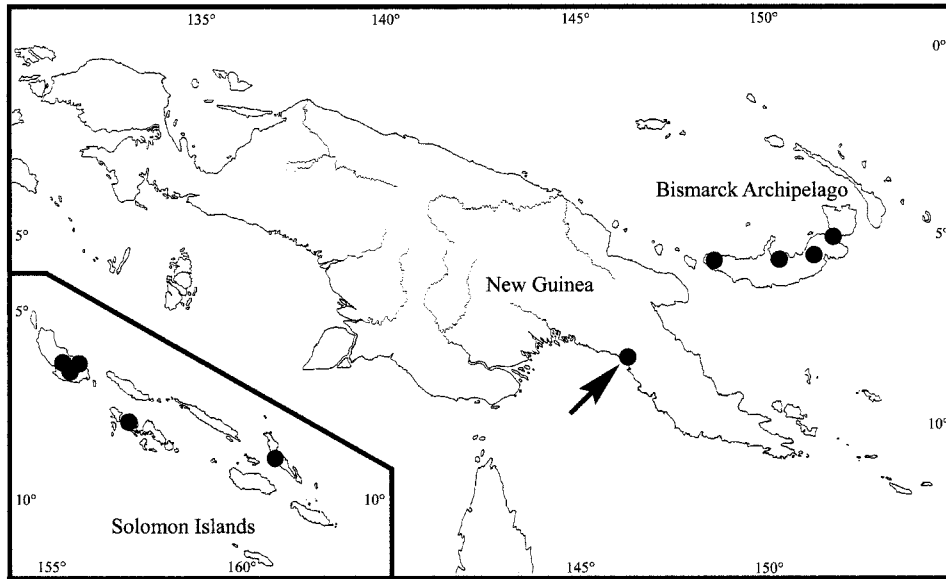 135° 140° 145° 150°
0°
Bismarck Archipelago
5° 5°
New Guinea
5°
10°
10° 10°
Solomon Islands
155° 160° 145° 150°